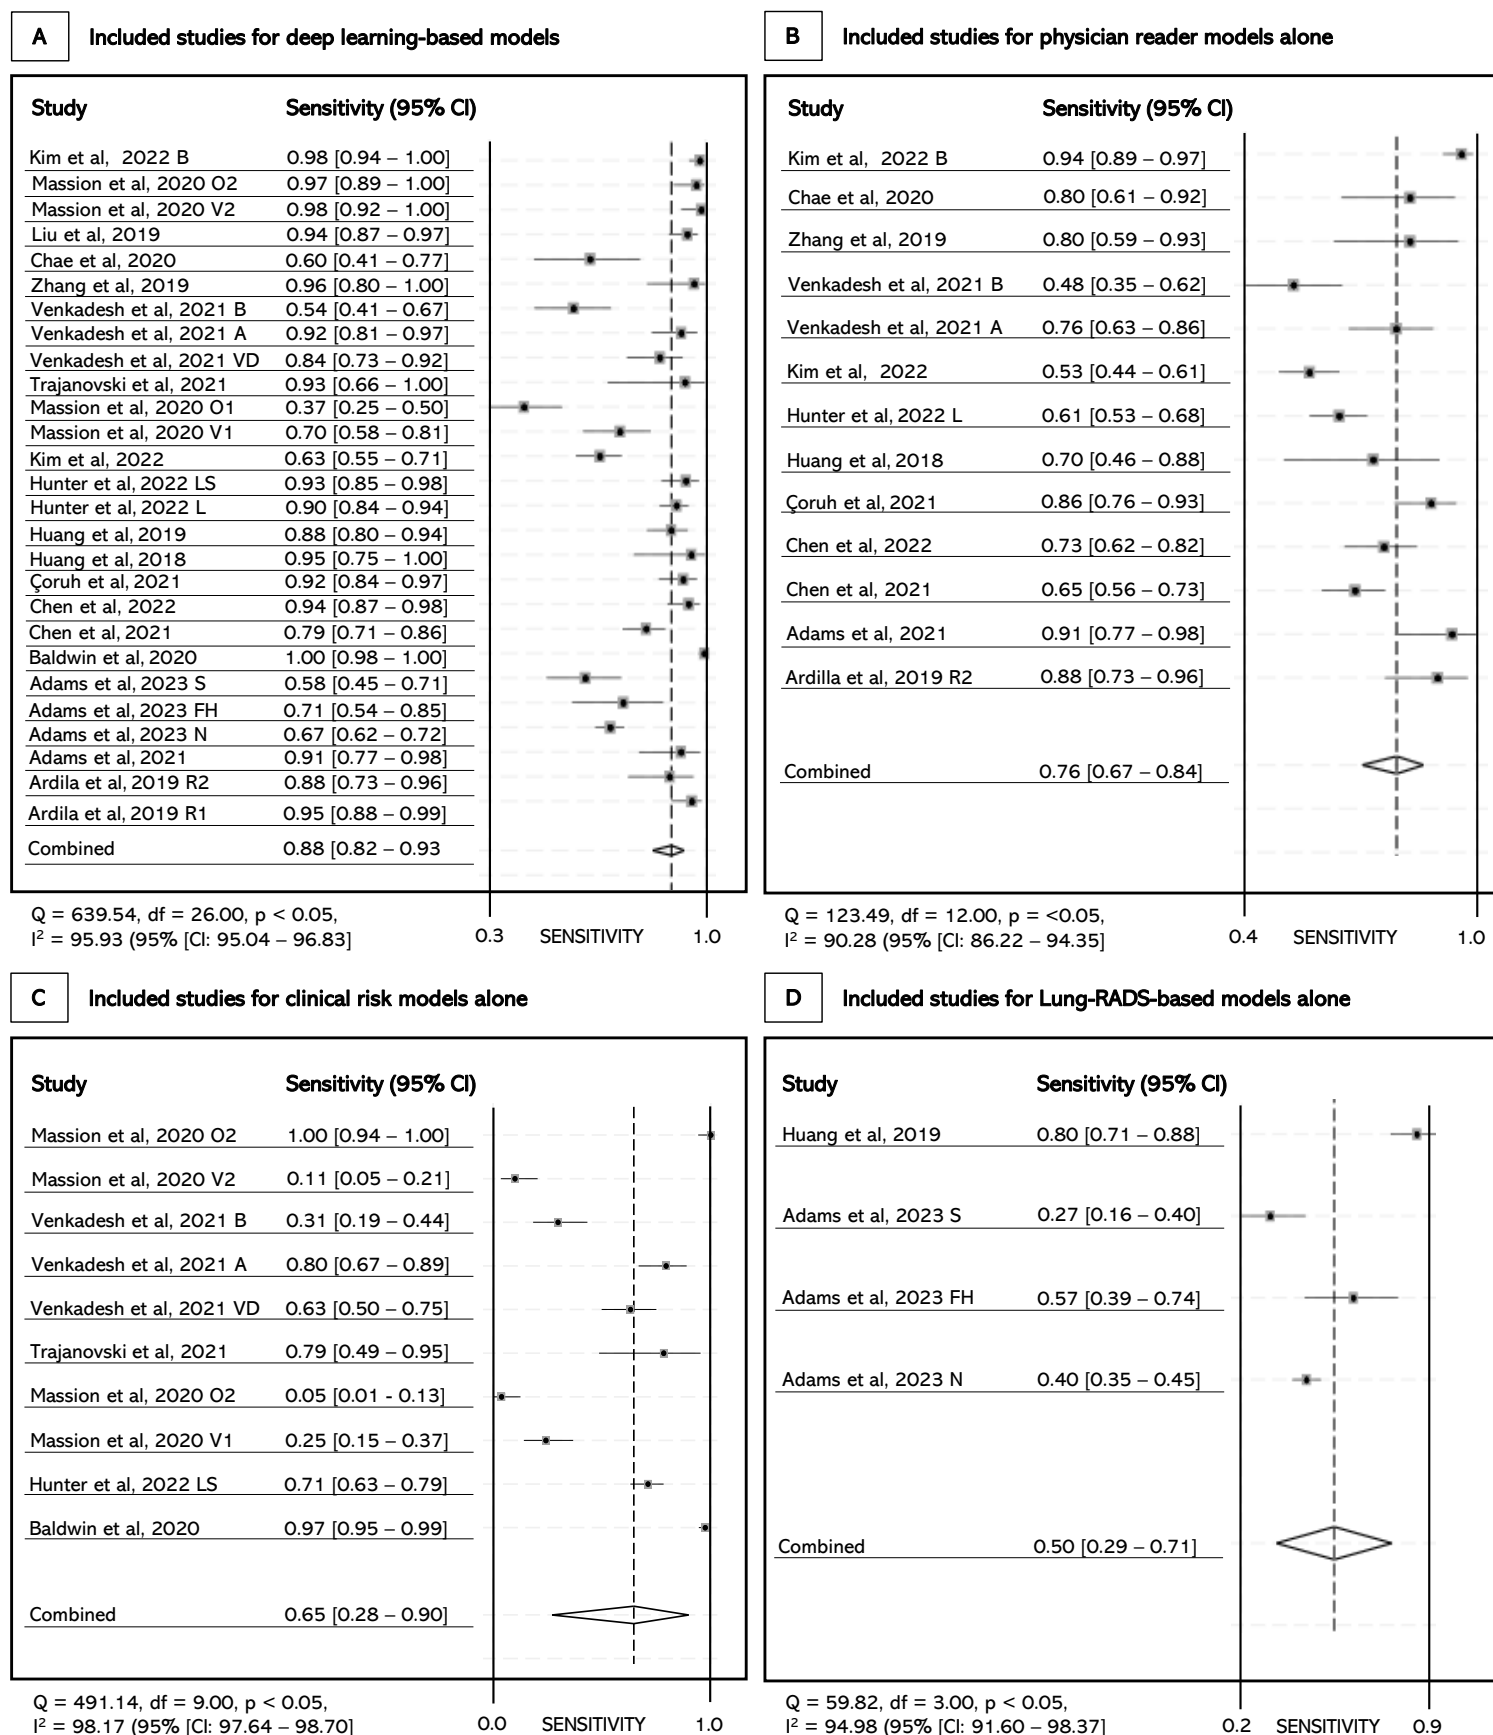 A Included studies for deep learning-based models
Study Sensitivity (95% CI)
Kim et al, 2022 B 0.98 [0.94 – 1.00]
Massion et al, 2020 O2 0.97 [0.89 – 1.00]
Massion et al, 2020 V2 0.98 [0.92 – 1.00]
Liu et al, 2019 0.94 [0.87 – 0.97]
Chae et al, 2020 0.60 [0.41 – 0.77]
Zhang et al, 2019 0.96 [0.80 – 1.00]
Venkadesh et al, 2021 B 0.54 [0.41 – 0.67]
Venkadesh et al, 2021 A 0.92 [0.81 – 0.97]
Venkadesh et al, 2021 VD 0.84 [0.73 – 0.92]
Trajanovski et al, 2021 0.93 [0.66 – 1.00]
Massion et al, 2020 O1 0.37 [0.25 – 0.50]
Massion et al, 2020 V1 0.70 [0.58 – 0.81]
Kim et al, 2022 0.63 [0.55 – 0.71]
Hunter et al, 2022 LS 0.93 [0.85 – 0.98]
Hunter et al, 2022 L 0.90 [0.84 – 0.94]
Huang et al, 2019 0.88 [0.80 – 0.94]
Huang et al, 2018 0.95 [0.75 – 1.00]
Çoruh et al, 2021 0.92 [0.84 – 0.97]
Chen et al, 2022 0.94 [0.87 – 0.98]
Chen et al, 2021 0.79 [0.71 – 0.86]
Baldwin et al, 2020 1.00 [0.98 – 1.00]
Adams et al, 2023 S 0.58 [0.45 – 0.71]
Adams et al, 2023 FH 0.71 [0.54 – 0.85]
Adams et al, 2023 N 0.67 [0.62 – 0.72]
Adams et al, 2021 0.91 [0.77 – 0.98]
Ardila et al, 2019 R2 0.88 [0.73 – 0.96]
Ardila et al, 2019 R1 0.95 [0.88 – 0.99]
Combined 0.88 [0.82 – 0.93
Q = 639.54, df = 26.00, p < 0.05,
I² = 95.93 (95% [CI: 95.04 – 96.83]
0.3 SENSITIVITY 1.0
B Included studies for physician reader models alone
Study Sensitivity (95% CI)
Kim et al, 2022 B 0.94 [0.89 – 0.97]
Chae et al, 2020 0.80 [0.61 – 0.92]
Zhang et al, 2019 0.80 [0.59 – 0.93]
Venkadesh et al, 2021 B 0.48 [0.35 – 0.62]
Venkadesh et al, 2021 A 0.76 [0.63 – 0.86]
Kim et al, 2022 0.53 [0.44 – 0.61]
Hunter et al, 2022 L 0.61 [0.53 – 0.68]
Huang et al, 2018 0.70 [0.46 – 0.88]
Çoruh et al, 2021 0.86 [0.76 – 0.93]
Chen et al, 2022 0.73 [0.62 – 0.82]
Chen et al, 2021 0.65 [0.56 – 0.73]
Adams et al, 2021 0.91 [0.77 – 0.98]
Ardilla et al, 2019 R2 0.88 [0.73 – 0.96]
Combined 0.76 [0.67 – 0.84]
Q = 123.49, df = 12.00, p = <0.05,
I² = 90.28 (95% [CI: 86.22 – 94.35]
0.4 SENSITIVITY 1.0
C Included studies for clinical risk models alone
Study Sensitivity (95% CI)
Massion et al, 2020 O2 1.00 [0.94 – 1.00]
Massion et al, 2020 V2 0.11 [0.05 – 0.21]
Venkadesh et al, 2021 B 0.31 [0.19 – 0.44]
Venkadesh et al, 2021 A 0.80 [0.67 – 0.89]
Venkadesh et al, 2021 VD 0.63 [0.50 – 0.75]
Trajanovski et al, 2021 0.79 [0.49 – 0.95]
Massion et al, 2020 O2 0.05 [0.01 - 0.13]
Massion et al, 2020 V1 0.25 [0.15 – 0.37]
Hunter et al, 2022 LS 0.71 [0.63 – 0.79]
Baldwin et al, 2020 0.97 [0.95 – 0.99]
Combined 0.65 [0.28 – 0.90]
Q = 491.14, df = 9.00, p < 0.05,
I² = 98.17 (95% [CI: 97.64 – 98.70]
0.0 SENSITIVITY 1.0
D Included studies for Lung-RADS-based models alone
Study Sensitivity (95% CI)
Huang et al, 2019 0.80 [0.71 – 0.88]
Adams et al, 2023 S 0.27 [0.16 – 0.40]
Adams et al, 2023 FH 0.57 [0.39 – 0.74]
Adams et al, 2023 N 0.40 [0.35 – 0.45]
Combined 0.50 [0.29 – 0.71]
Q = 59.82, df = 3.00, p < 0.05,
I² = 94.98 (95% [CI: 91.60 – 98.37]
0.2 SENSITIVITY 0.9